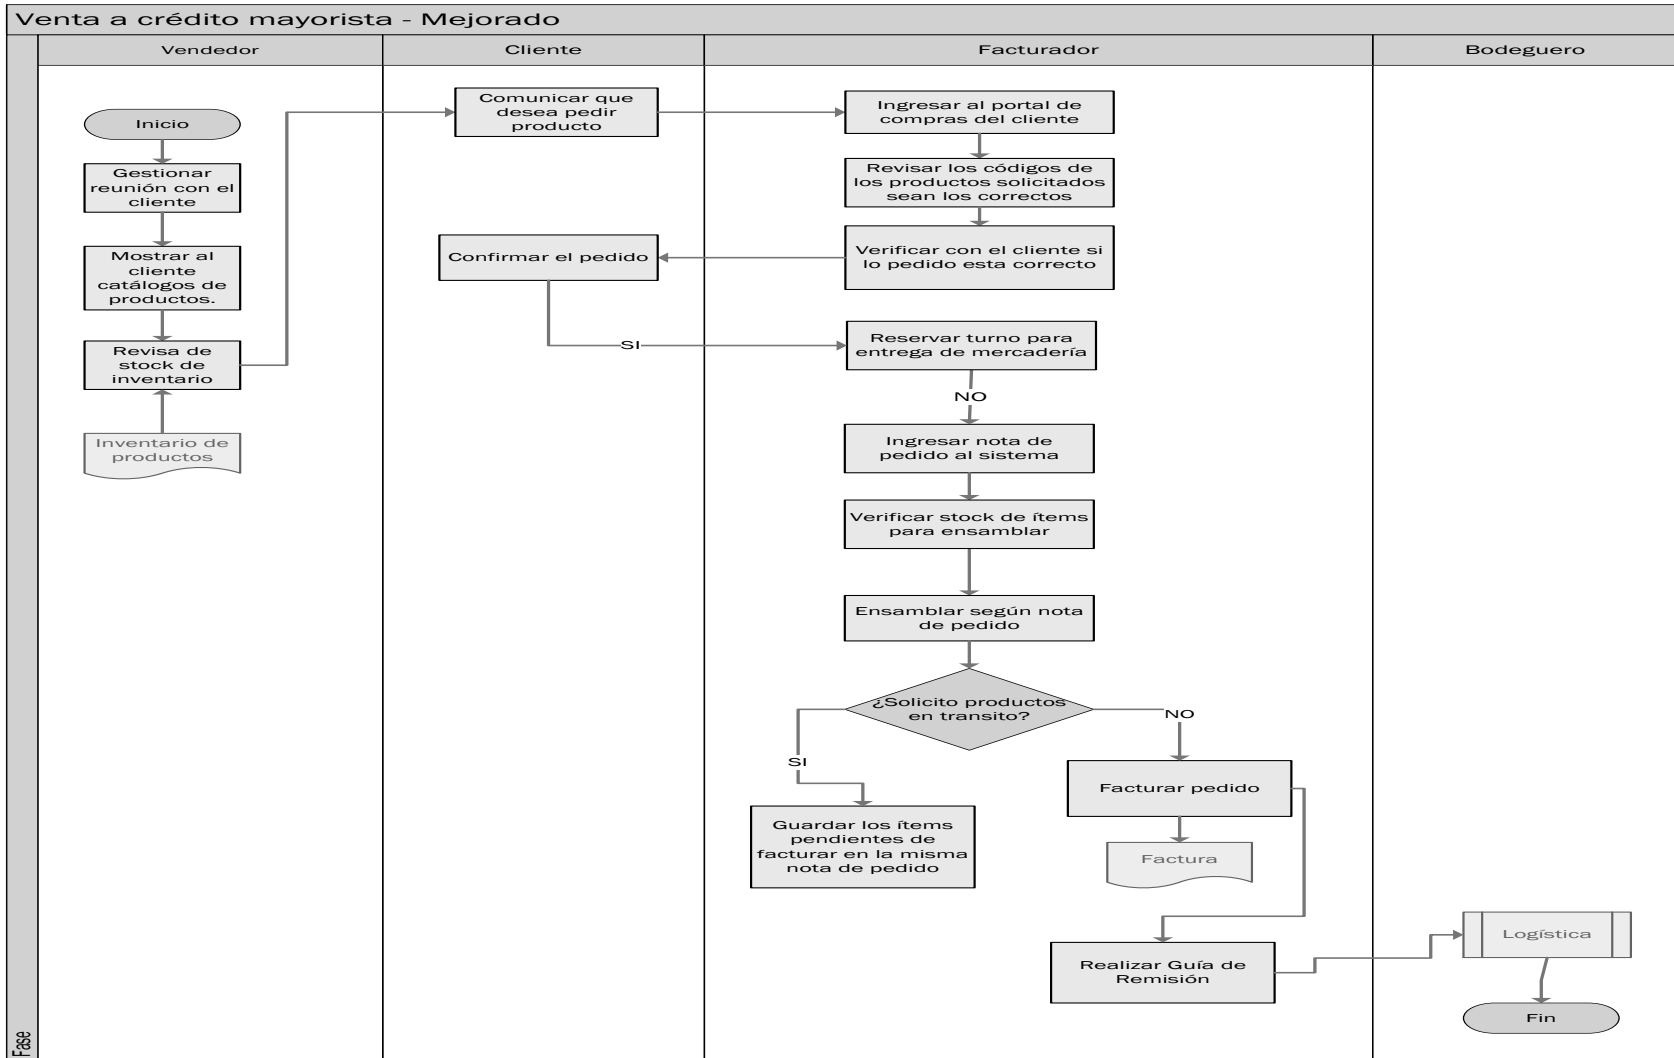 Venta a crédito mayorista - Mejorado
Vendedor
Cliente
Facturador
Bodeguero
Fase
Inicio
Gestionar
reunión con el
cliente
Mostrar al
cliente
catálogos de
productos.
Revisa de
stock de
inventario
Inventario de
productos
Comunicar que
desea pedir
producto
Confirmar el pedido
SI
Ingresar al portal de
compras del cliente
Revisar los códigos de
los productos solicitados
sean los correctos
Verificar con el cliente si
lo pedido esta correcto
Reservar turno para
entrega de mercadería
NO
Ingresar nota de
pedido al sistema
Verificar stock de ítems
para ensamblar
Ensamblar según nota
de pedido
¿Solicito productos
en transito?
SI
NO
Guardar los ítems
pendientes de
facturar en la misma
nota de pedido
Facturar pedido
Factura
Realizar Guía de
Remisión
Logística
Fin